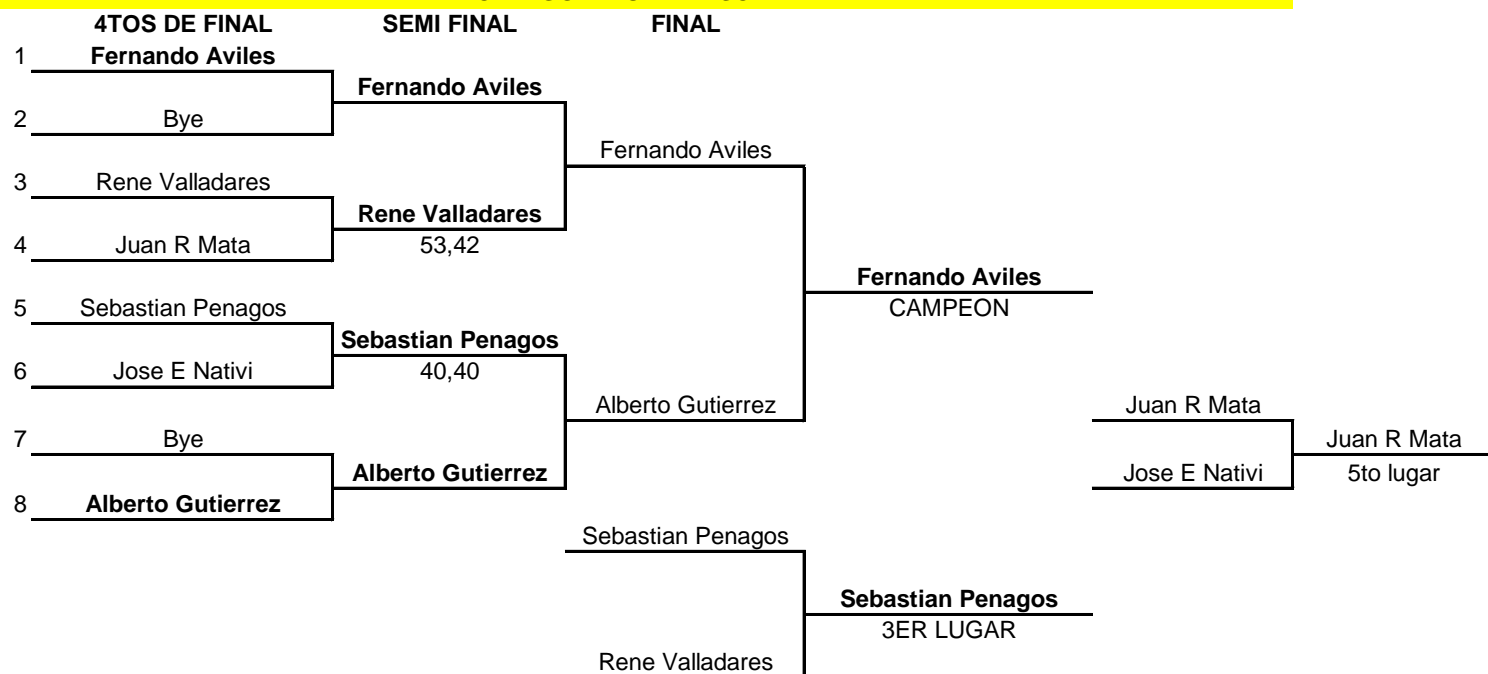 4TOS DE FINAL SEMI FINAL FINAL
1 Fernando Aviles
Fernando Aviles
2 Bye
Fernando Aviles
3 Rene Valladares
Rene Valladares
4 Juan R Mata 53,42
Fernando Aviles
5 Sebastian Penagos CAMPEON
Sebastian Penagos
6 Jose E Nativi 40,40
Alberto Gutierrez Juan R Mata
7 Bye Juan R Mata
Alberto Gutierrez Jose E Nativi 5to lugar
8 Alberto Gutierrez
Sebastian Penagos
Sebastian Penagos
3ER LUGAR
Rene Valladares